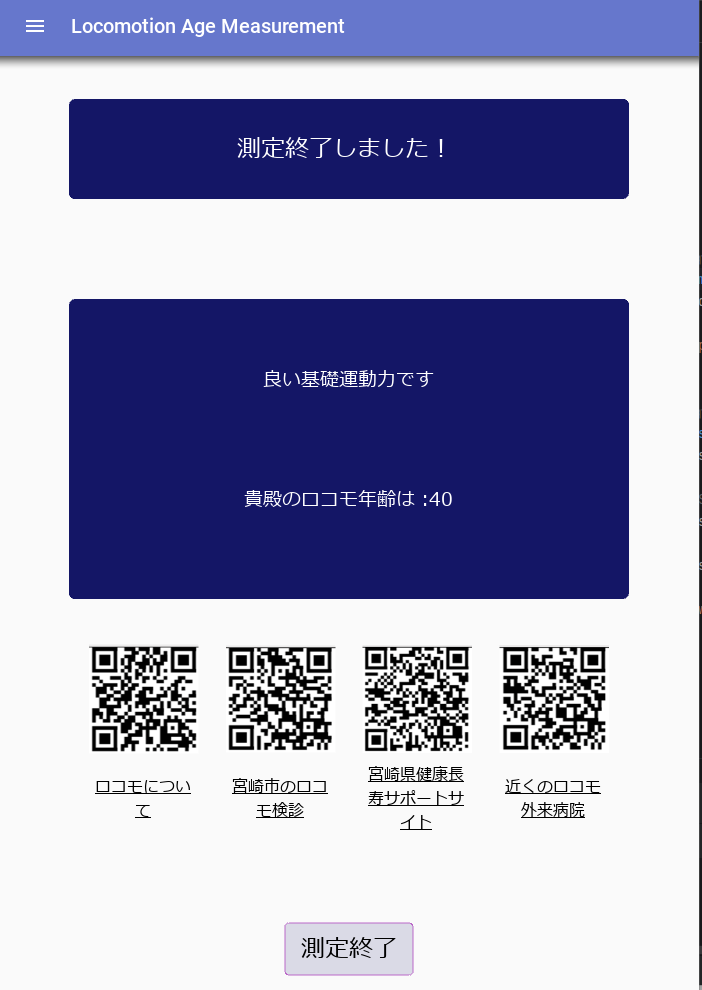 Locomotion Age Measurement
測定終了しました！
良い基礎運動力です
貴殿のロコモ年齢は :40
ロコモについ
て
宮崎市のロコ
モ検診
宮崎県健康長
寿サポートサ
イト
近くのロコモ
外来病院
測定終了